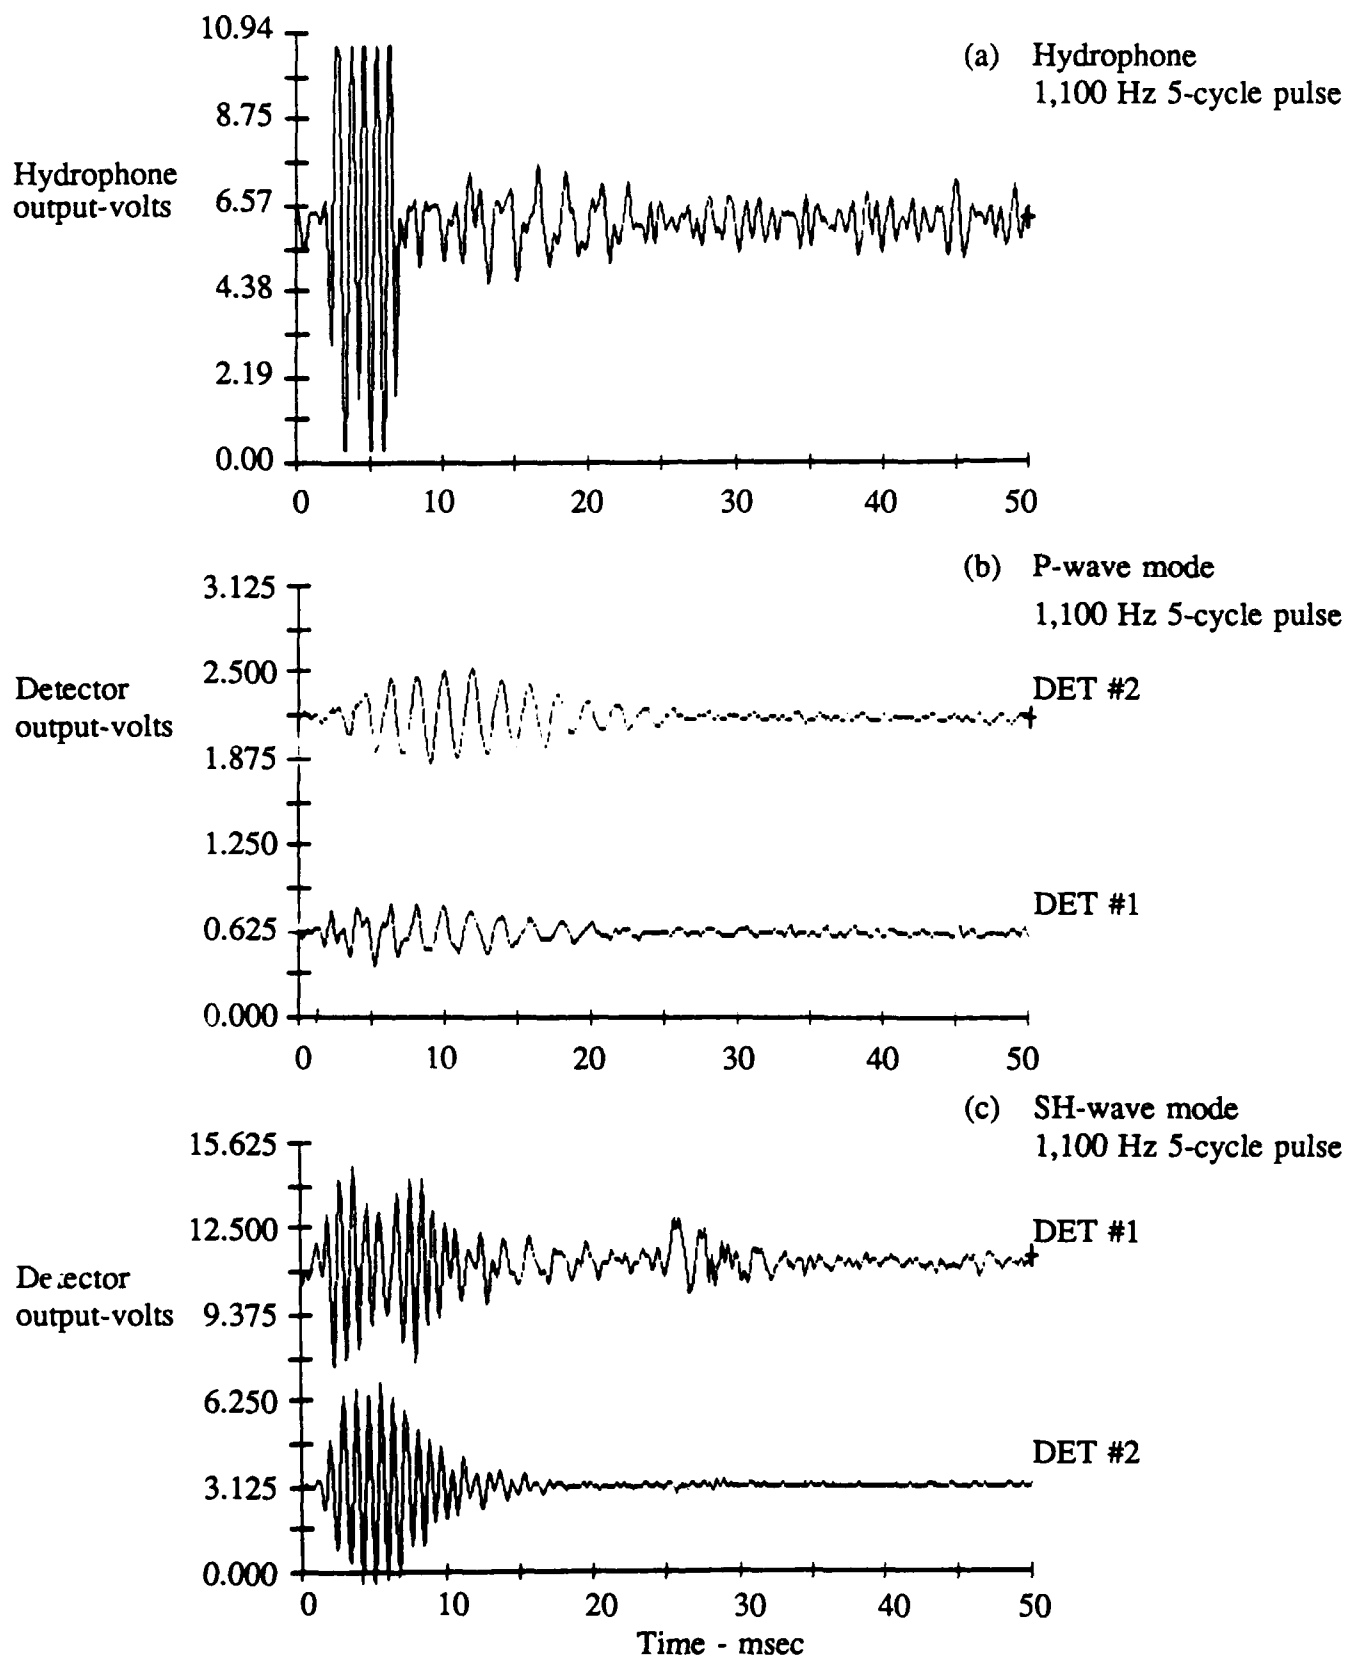 (a) Hydrophone
1,100 Hz 5-cycle pulse
Hydrophone
output-volts
10.94
8.75
6.57
4.38
2.19
0.00
0 10 20 30 40 50
(b) P-wave mode
1,100 Hz 5-cycle pulse
Detector
output-volts
3.125
2.500
1.875
1.250
0.625
0.000
DET #2
DET #1
0 10 20 30 40 50
(c) SH-wave mode
1,100 Hz 5-cycle pulse
Detector
output-volts
15.625
12.500
9.375
6.250
3.125
0.000
DET #1
DET #2
0 10 20 30 40 50
Time - msec